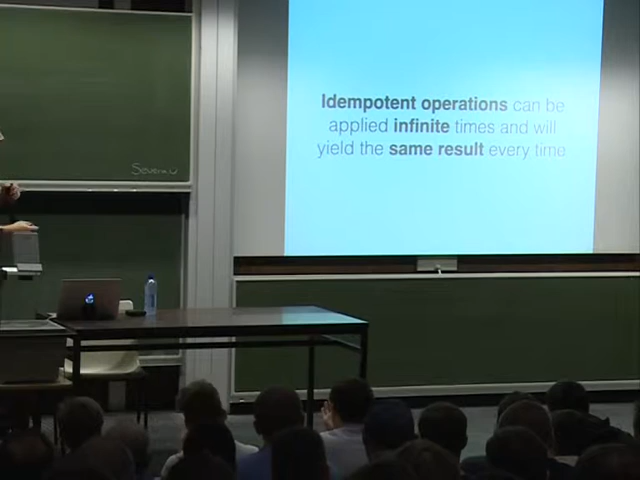 Idempotent operations can be
applied infinite times and will
yield the same result every time